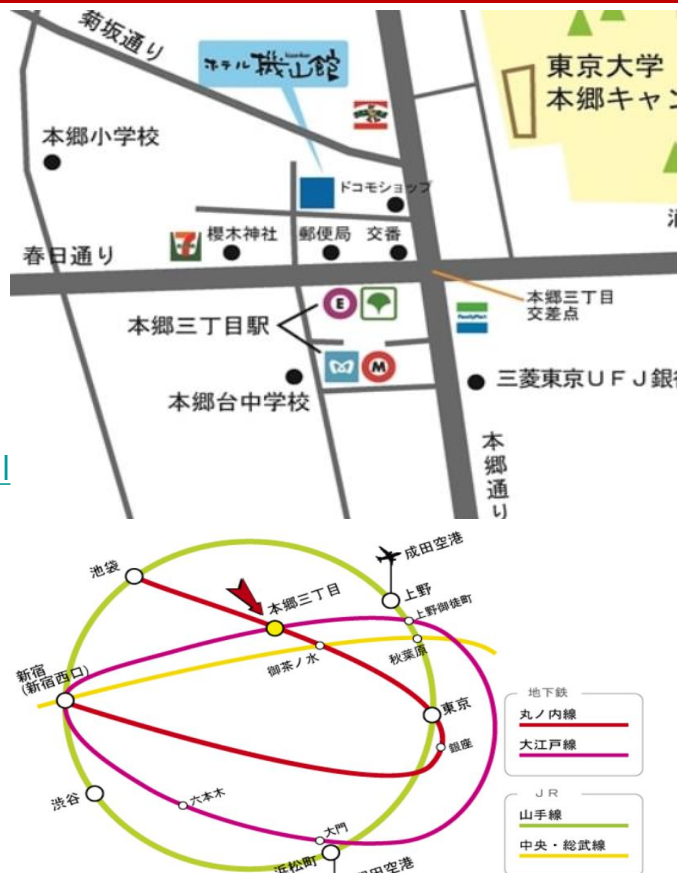 菊坂通り
ホテル機山館
東京大学
本郷キャン
本郷小学校
ドコモショップ
櫻木神社
郵便局
交番
春日通り
7
E
本郷三丁目
交差点
本郷三丁目駅
FamilyMart
M
三菱東京UFJ銀
本郷台中学校
本郷通り
成田空港
池袋
本郷三丁目
上野
上野御徒町
御茶ノ水
秋葉原
新宿
(新宿西口)
東京
銀座
地下鉄
丸ノ内線
大江戸線
渋谷
六本木
大門
浜松町
JR
山手線
中央・総武線